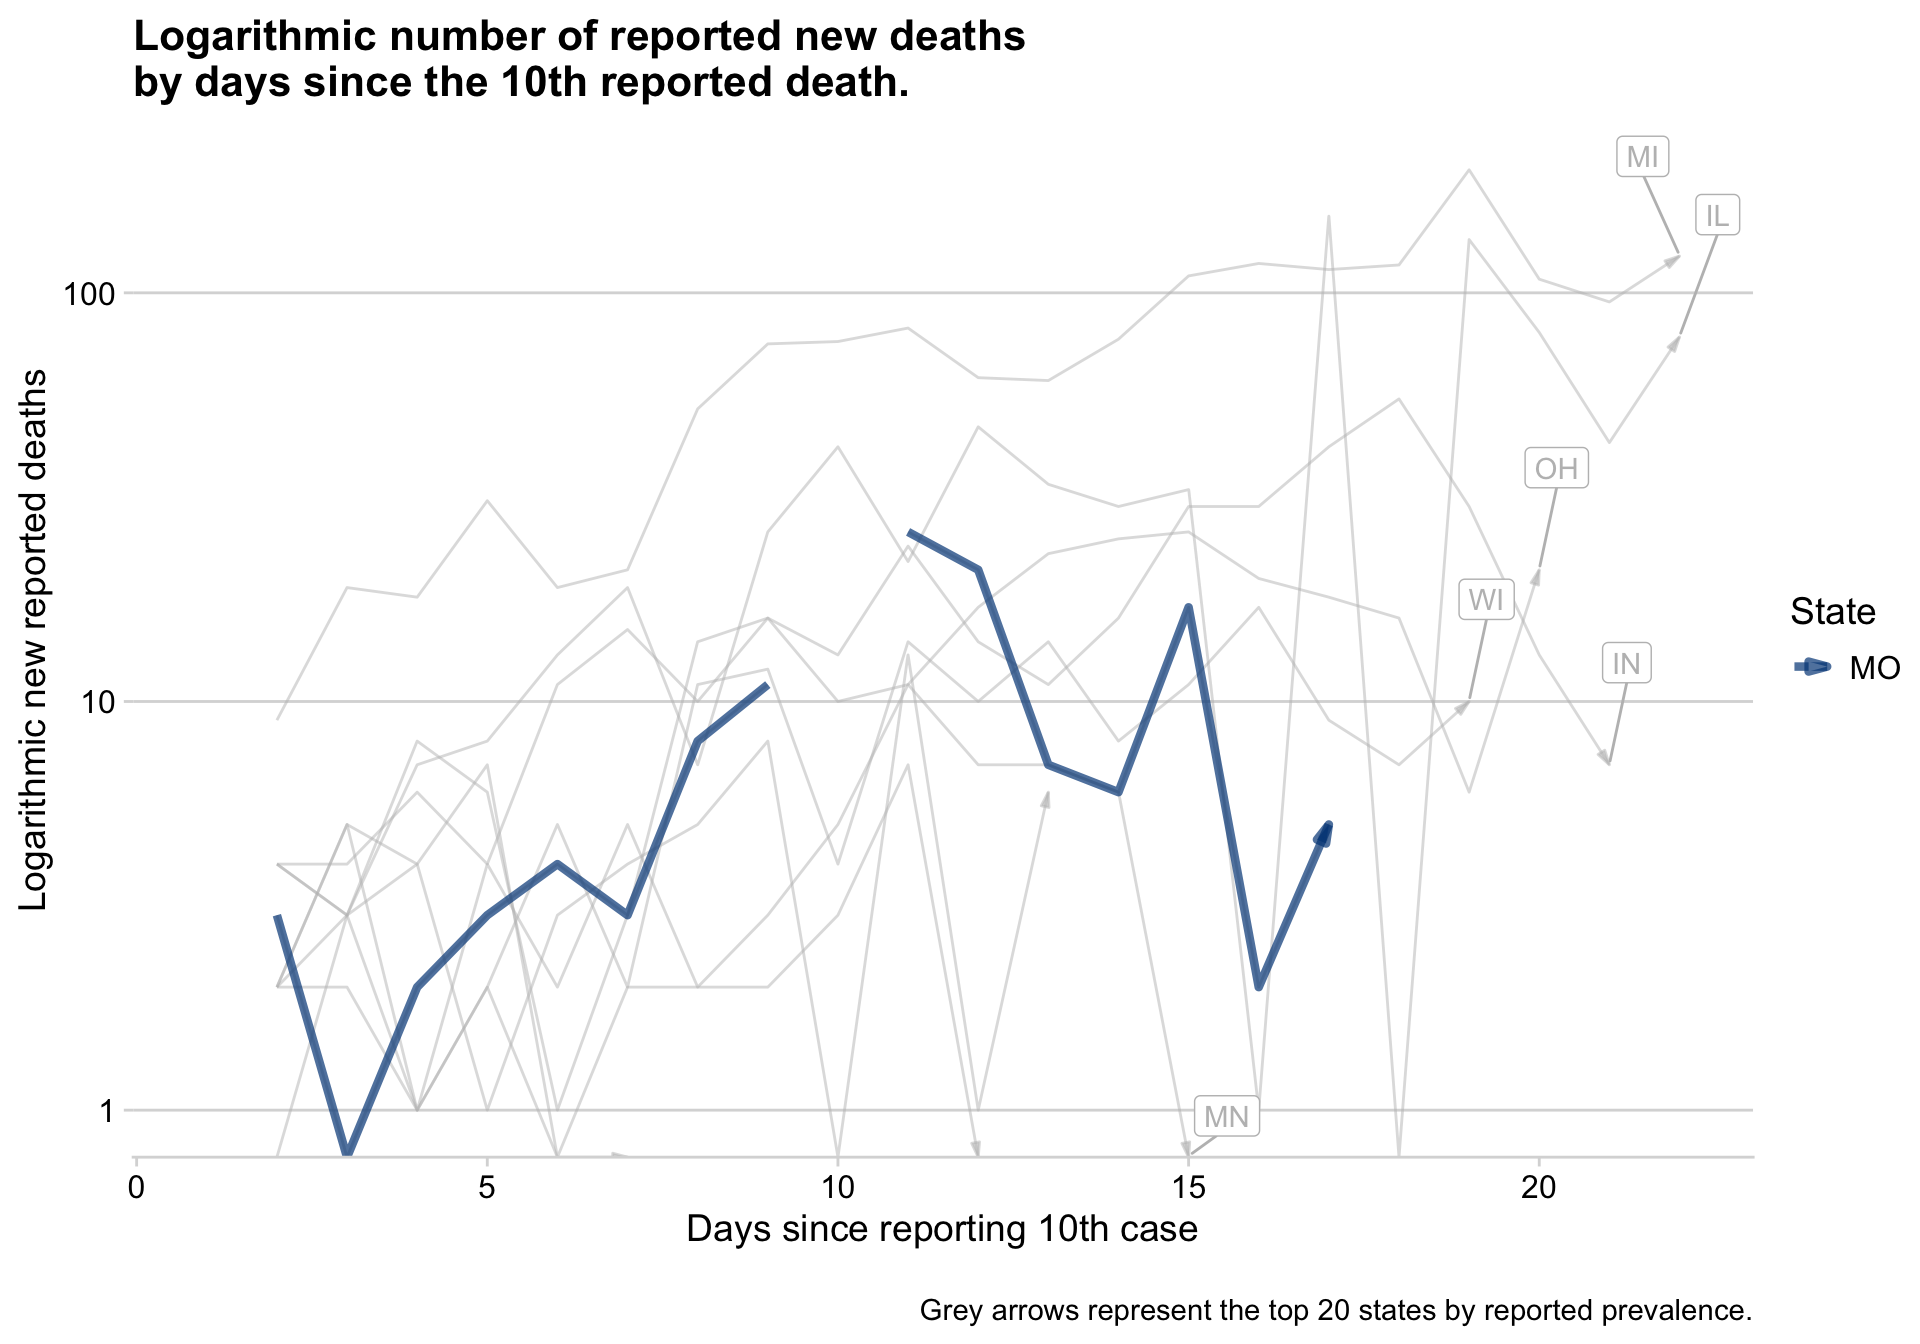 Logarithmic number of reported new deaths
by days since the 10th reported death.
MI
IL
100
OH
WI
IN
10
MN
1
Logarithmic new reported deaths
State
MO
0 5 10 15 20
Days since reporting 10th case
Grey arrows represent the top 20 states by reported prevalence.